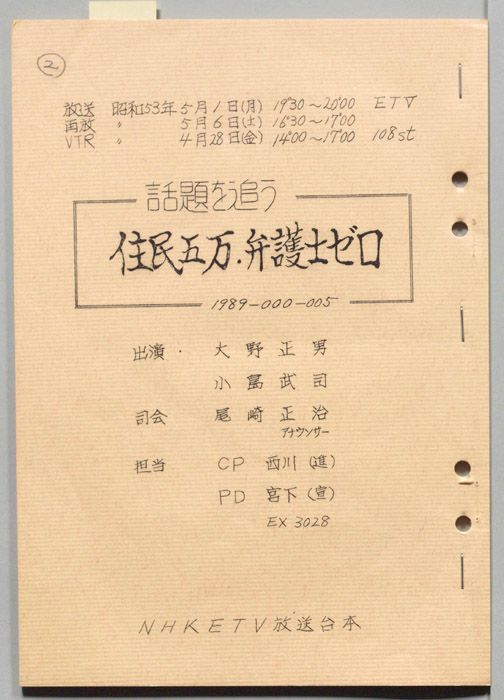 ②
放送 昭和53年 5月1日(月) 19°30～20°00 ETV
再放 〃 5月6日(土) 16°30～17°00
VTR 〃 4月28日(金) 14°00～17°00 108st
話題を追う
住民五万・弁護士ゼロ
1989-000-005
出演・ 大野正男
小島武司
司会 尾崎正治
アナウンサー
担当 CP 西川(進)
PD 宮下(宣)
EX 3028
NHKETV放送台本